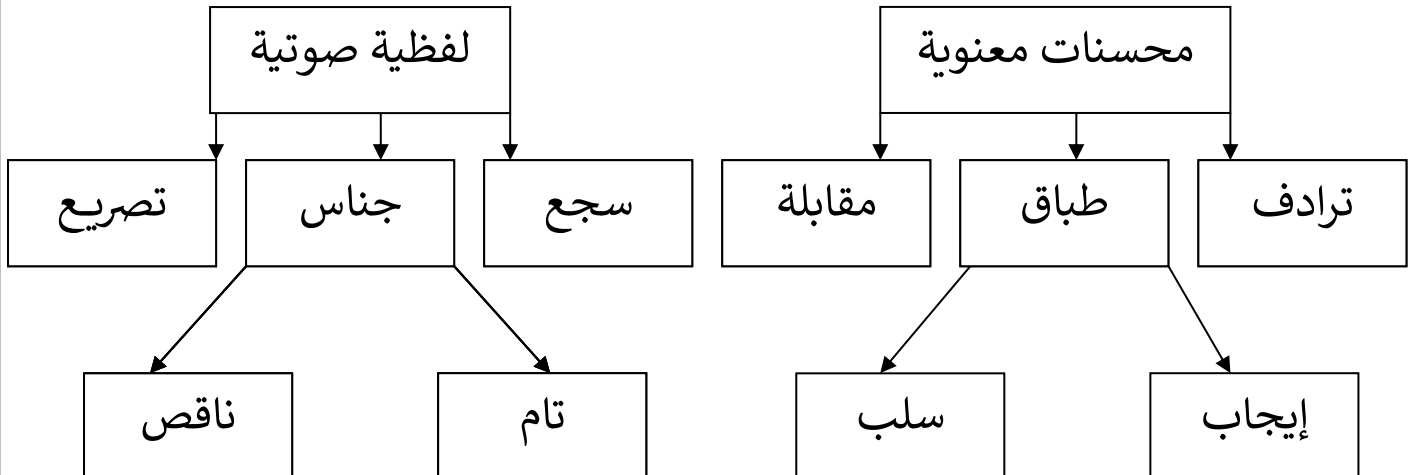 محسنات معنوية
لفظية صوتية
ترادف
طباق
مقابلة
سجع
جناس
تصريع
إيجاب
سلب
تام
ناقص